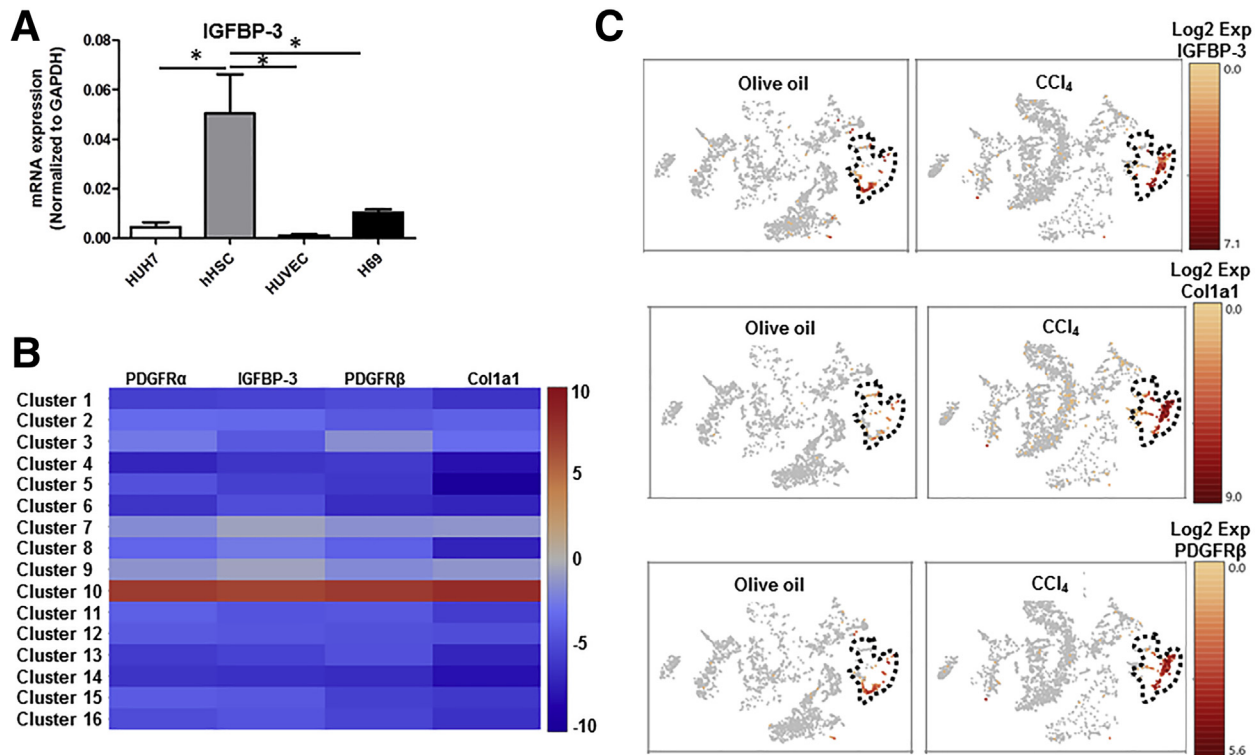 A
IGFBP-3
mRNA expression
(Normalized to GAPDH)
0.08
0.06
0.04
0.02
0.00
*
*
*
HUH7
hHSC
HUVEC
H69
B
PDGFRα IGFBP-3 PDGFRβ Col1a1
Cluster 1
Cluster 2
Cluster 3
Cluster 4
Cluster 5
Cluster 6
Cluster 7
Cluster 8
Cluster 9
Cluster 10
Cluster 11
Cluster 12
Cluster 13
Cluster 14
Cluster 15
Cluster 16
10
5
0
-5
-10
C
Olive oil
CCl₄
Log2 Exp
IGFBP-3
0.0
7.1
Olive oil
CCl₄
Log2 Exp
Col1a1
0.0
9.0
Olive oil
CCl₄
Log2 Exp
PDGFRβ
0.0
5.6